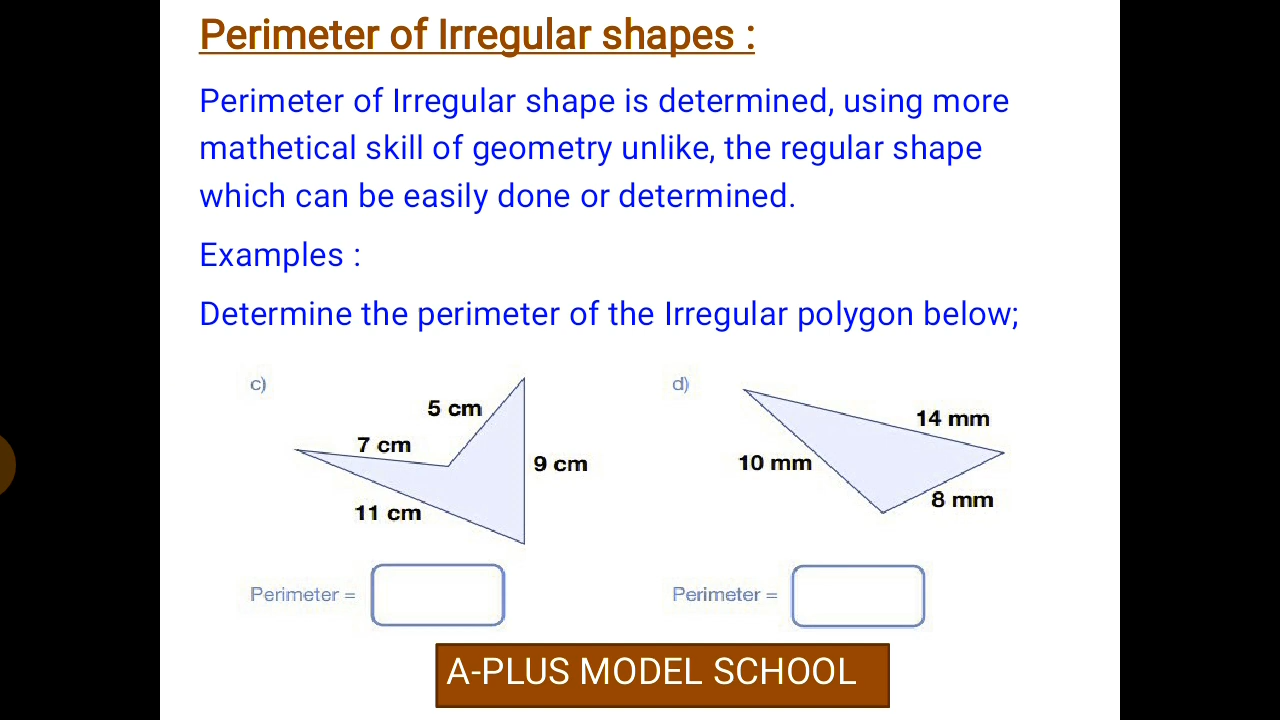 Perimeter of Irregular shapes :
Perimeter of Irregular shape is determined, using more
mathetical skill of geometry unlike, the regular shape
which can be easily done or determined.
Examples :
Determine the perimeter of the Irregular polygon below;
c)
5 cm
7 cm
9 cm
11 cm
Perimeter =
d)
14 mm
10 mm
8 mm
Perimeter =
A-PLUS MODEL SCHOOL